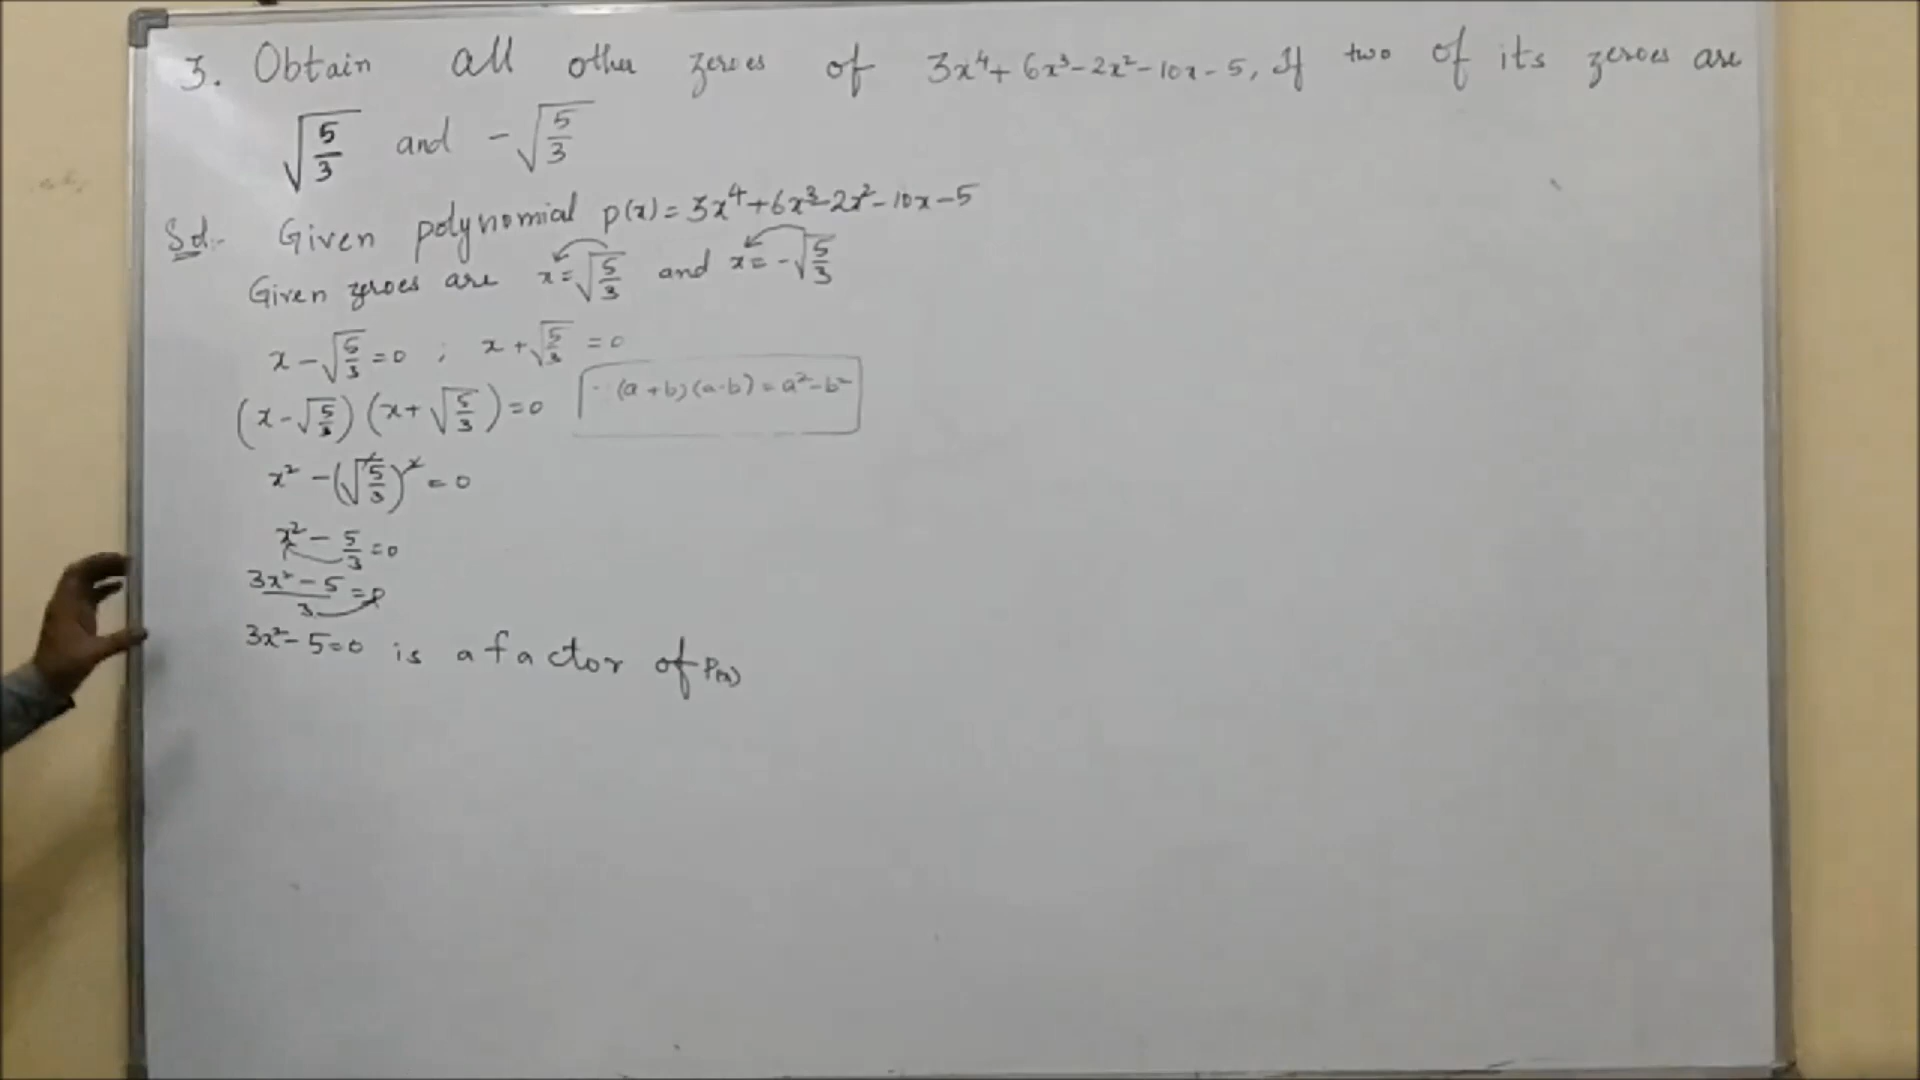 3. Obtain all other zeroes of 3x⁴+6x³-2x²-10x-5, If two of its zeroes are
√(5/3) and -√(5/3)
Sol:- Given polynomial p(x)=3x⁴+6x³-2x²-10x-5
Given zeroes are x=√(5/3) and x=-√(5/3)
x-√(5/3)=0 ; x+√(5/3)=0
(x-√(5/3))(x+√(5/3))=0 (a+b)(a-b)=a²-b²
x²-(√(5/3))²=0
x²-5/3=0
(3x²-5)/3=0
3x²-5=0 is a factor of P(x)